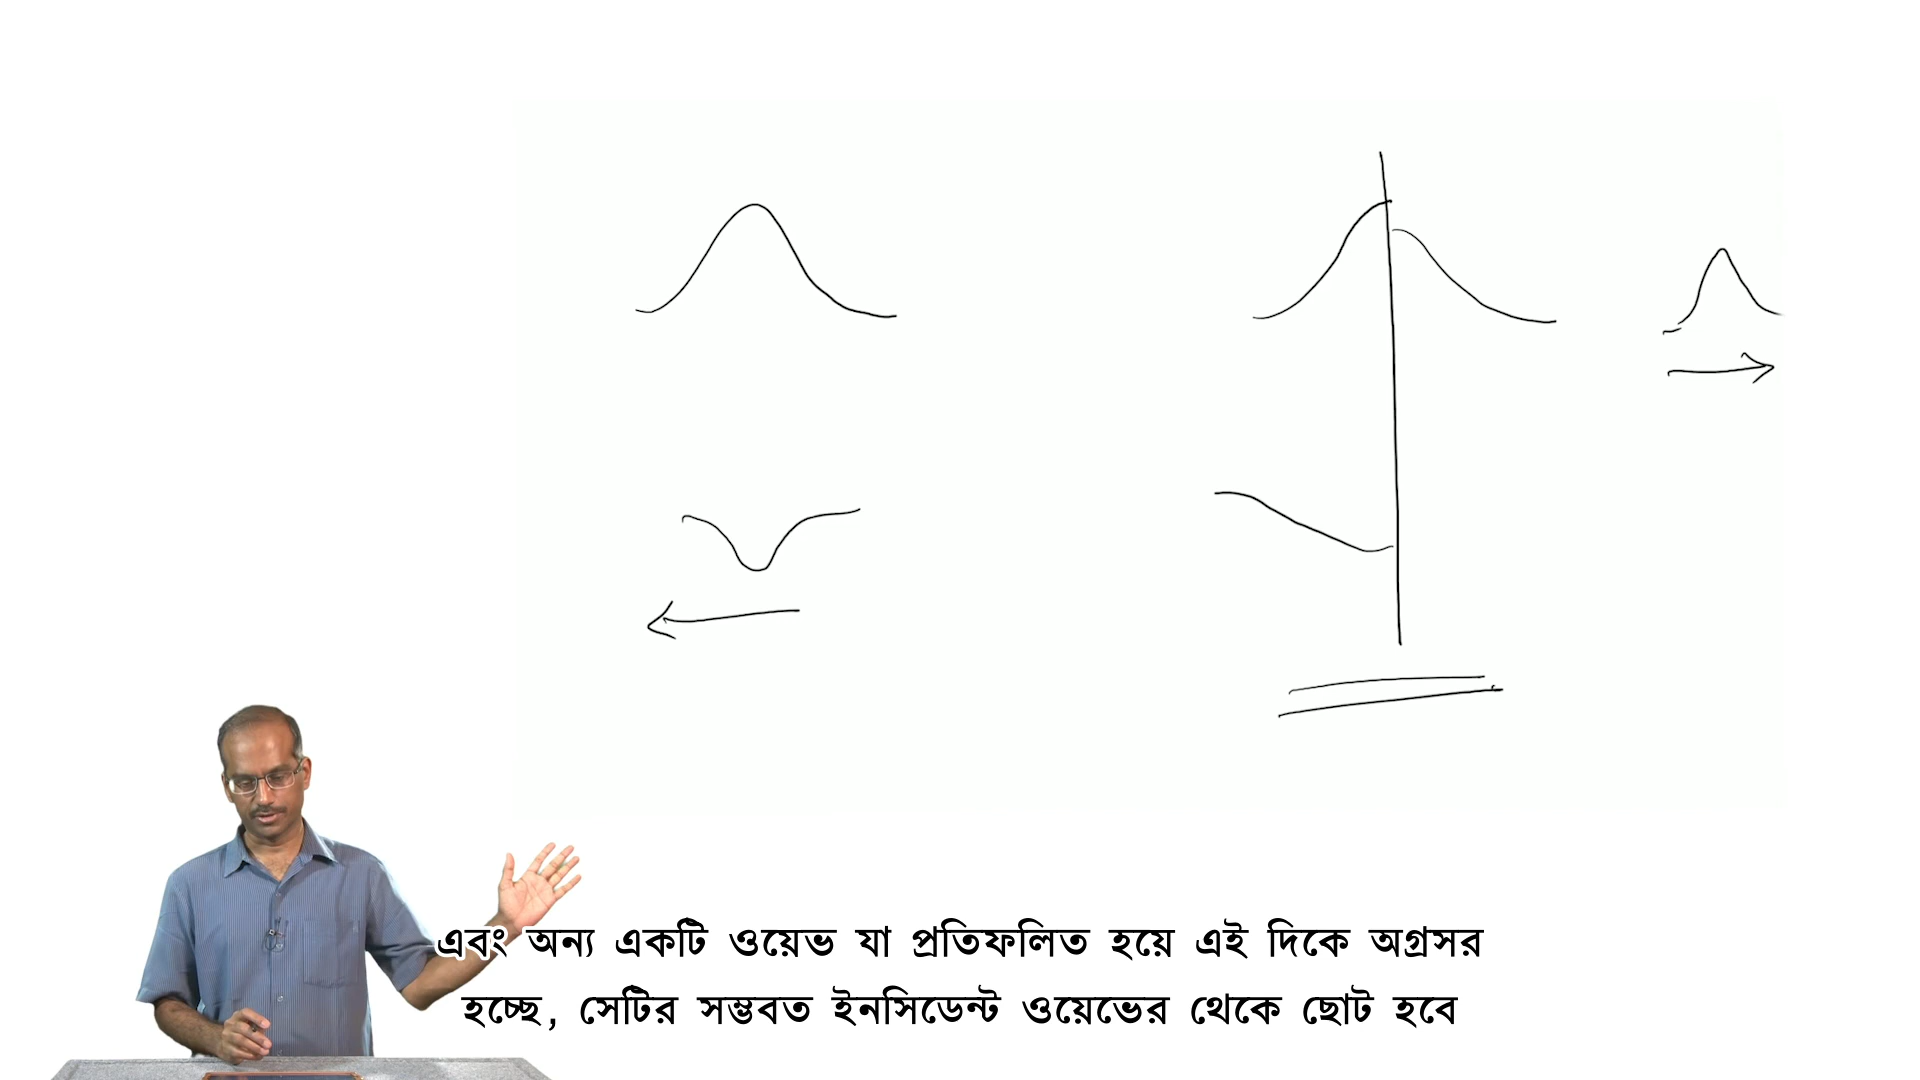 এবং অন্য একটি ওয়েভ যা প্রতিফলিত হয়ে এই দিকে অগ্রসর
হচ্ছে, সেটির সম্ভবত ইনসিডেন্ট ওয়েভের থেকে ছোট হবে